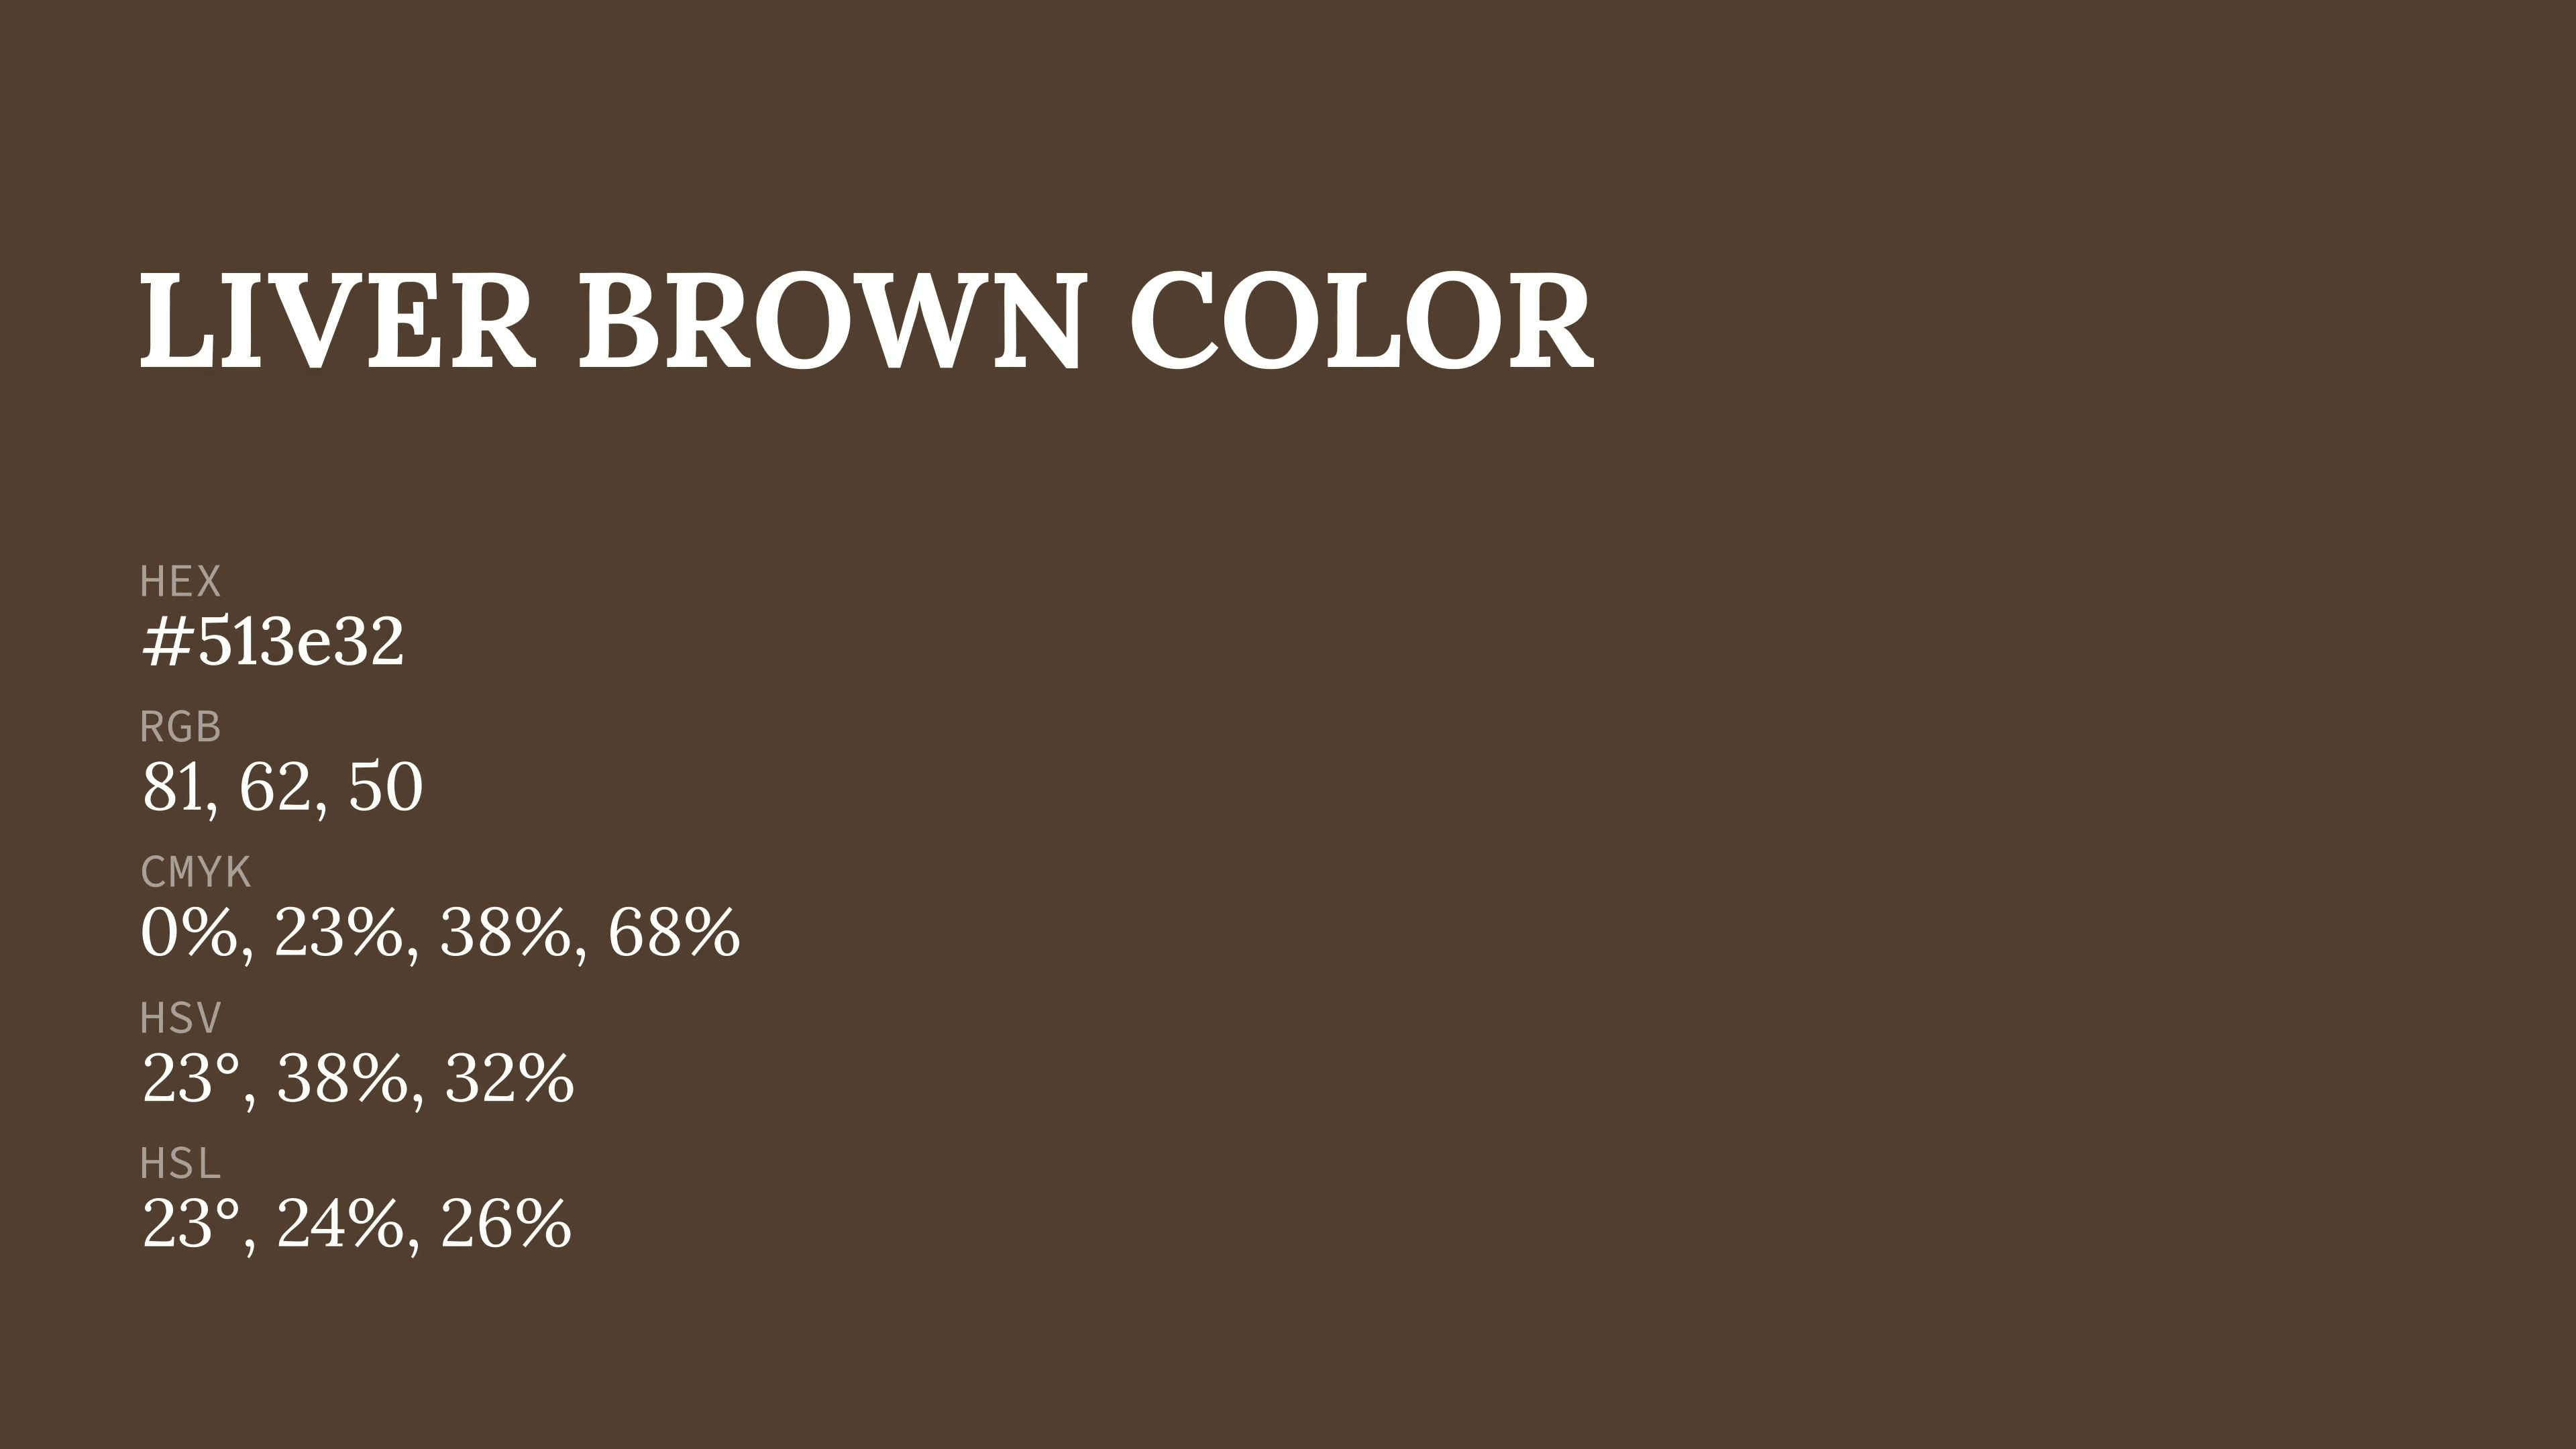 LIVER BROWN COLOR
HEX
#513e32
RGB
81, 62, 50
CMYK
0%, 23%, 38%, 68%
HSV
23°, 38%, 32%
HSL
23°, 24%, 26%